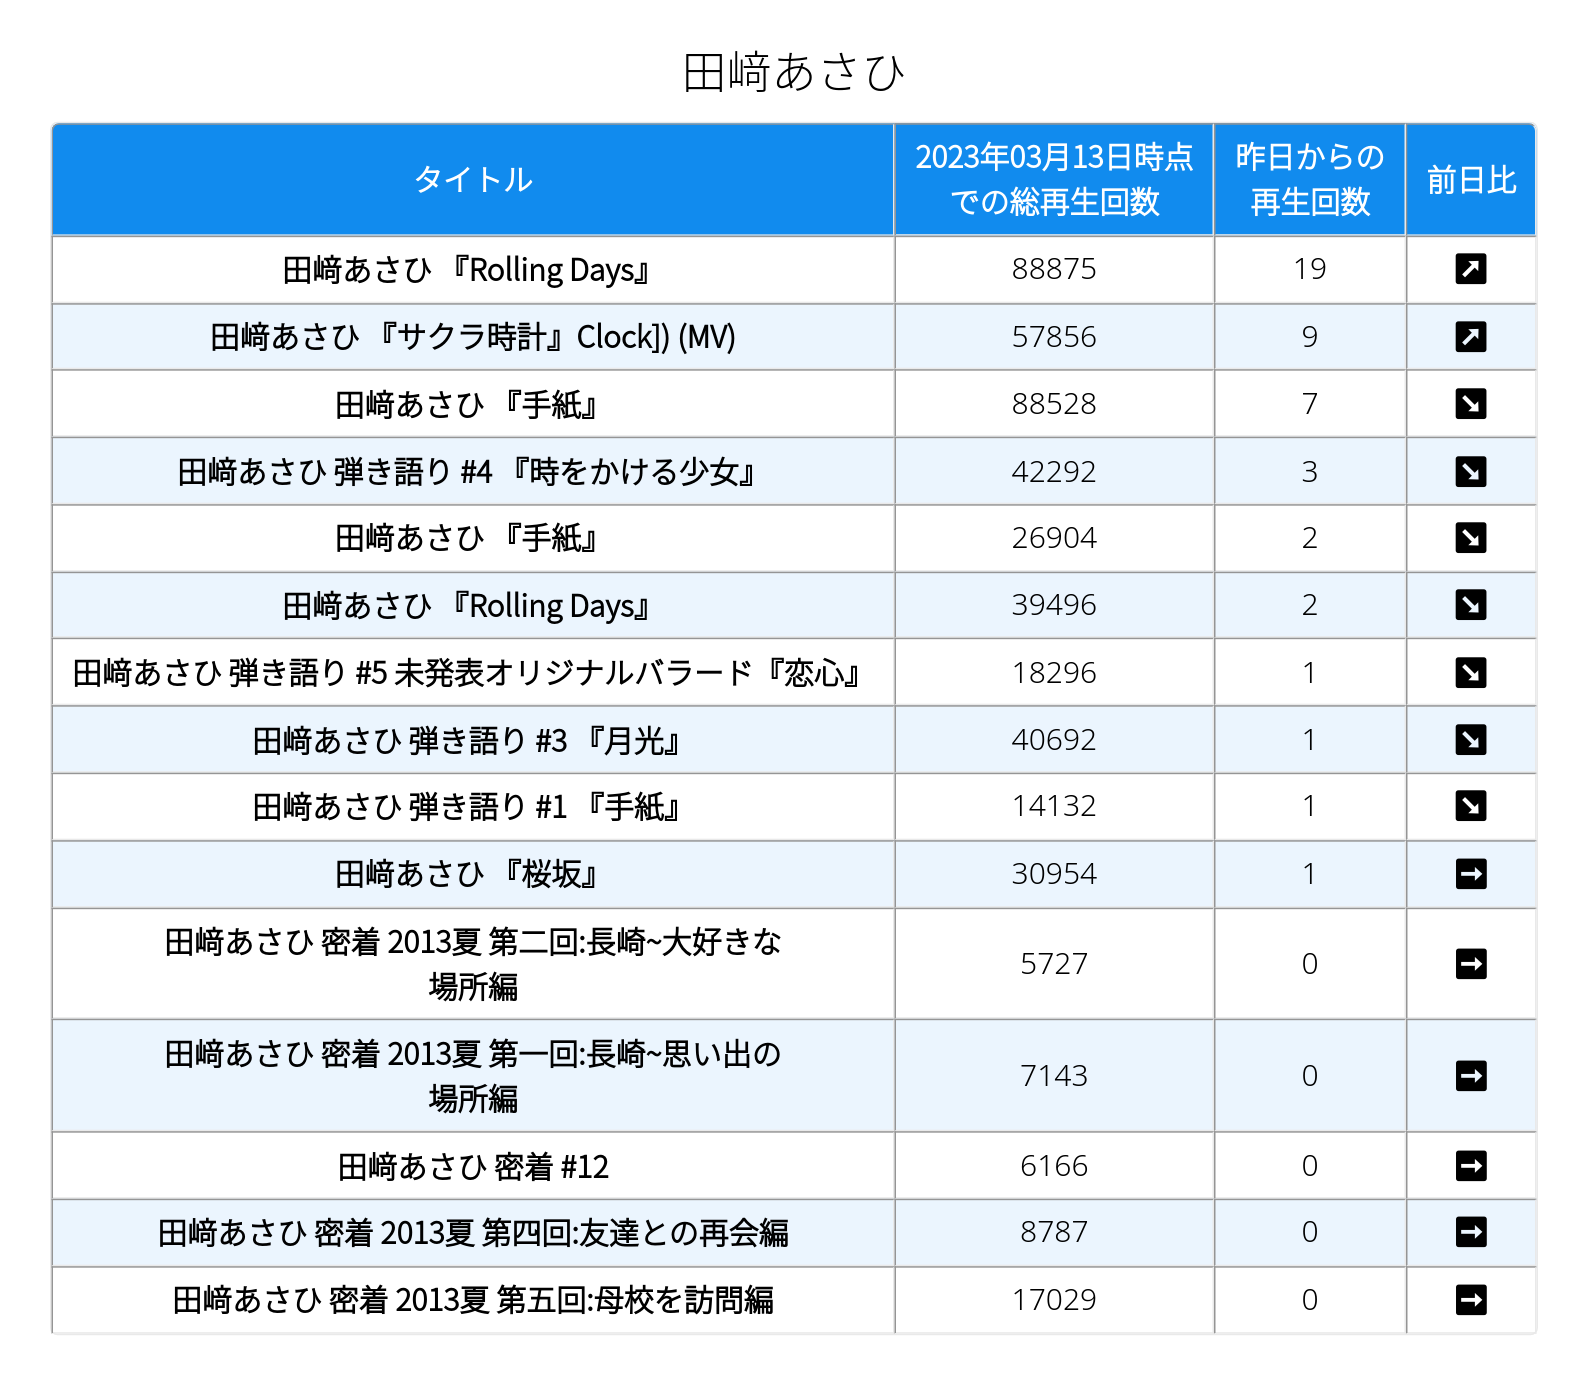 田﨑あさひ
タイトル
2023年03月13日時点
での総再生回数
昨日からの
再生回数
前日比
田﨑あさひ 『Rolling Days』 88875 19
田﨑あさひ 『サクラ時計』Clock]) (MV) 57856 9
田﨑あさひ 『手紙』 88528 7
田﨑あさひ 弾き語り #4 『時をかける少女』 42292 3
田﨑あさひ 『手紙』 26904 2
田﨑あさひ 『Rolling Days』 39496 2
田﨑あさひ 弾き語り #5 未発表オリジナルバラード『恋心』 18296 1
田﨑あさひ 弾き語り #3 『月光』 40692 1
田﨑あさひ 弾き語り #1 『手紙』 14132 1
田﨑あさひ 『桜坂』 30954 1
田﨑あさひ 密着 2013夏 第二回:長崎~大好きな
場所編 5727 0
田﨑あさひ 密着 2013夏 第一回:長崎~思い出の
場所編 7143 0
田﨑あさひ 密着 #12 6166 0
田﨑あさひ 密着 2013夏 第四回:友達との再会編 8787 0
田﨑あさひ 密着 2013夏 第五回:母校を訪問編 17029 0